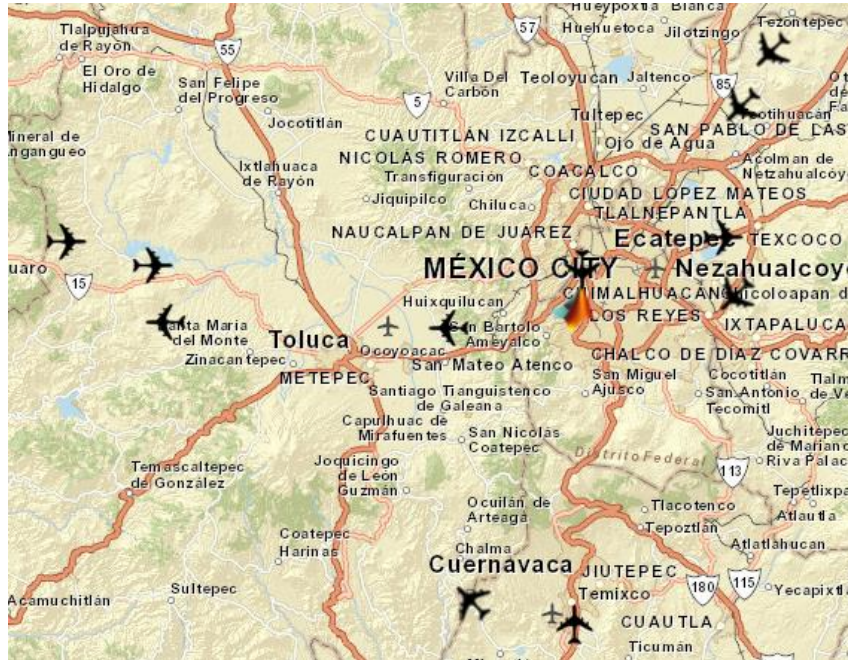 Hueypoxtla
Blanca
Tezontepec
Tlalpujahua
de Rayón
55
57
Huehuetoca
Jilotzingo
El Oro de
Hidalgo
San Felipe
del Progreso
Villa Del
Carbón
Teoloyucan
Jaltenco
85
5
Jocotitlán
Tultepec
CUAUTITLÁN IZCALLI
Ojo de Agua
SAN PABLO DE LAS
Mineral de
NICOLÁS ROMERO
COACALCO
Acolman de
Netzahualcóy
Ixtlahuaca
de Rayón
Transfiguración
CIUDAD LÓPEZ MATEOS
Jiquipilco
Chiluca
TLALNEPANTLA
NAUCALPAN DE JUÁREZ
Ecatepec
TEXCOCO
MÉXICO CITY
Nezahualcoyo
15
Huixquilucan
LOS REYES
IXTAPALUCA
San Bartolo
Ameyalco
Santa María
del Monte
Toluca
Zinacantepec
Ocoyoacac
San Mateo Atenco
CHALCO DE DÍAZ COVARR
METEPEC
San Miguel
Ajusco
Cocotitlán
Santiago Tianguistenco
de Galeana
San Antonio
Tecomitl
Capulhuac de
Mirafuentes
San Nicolás
Coatepec
Juchitepec
de Mariano
Riva Palac
Distrito Federal
113
Temascaltepec
de González
Joquicingo
de León
Guzmán
Ocuilán de
Arteaga
Tlacotenco
Tepetlixpa
Atlautla
Tepoztlán
Coatepec
Harinas
Chalma
Atlatláhucan
Cuernavaca
JIUTEPEC
180
115
Yecapixtla
Acamuchitlán
Sultepec
Temixco
CUAUTLA
Ticumán